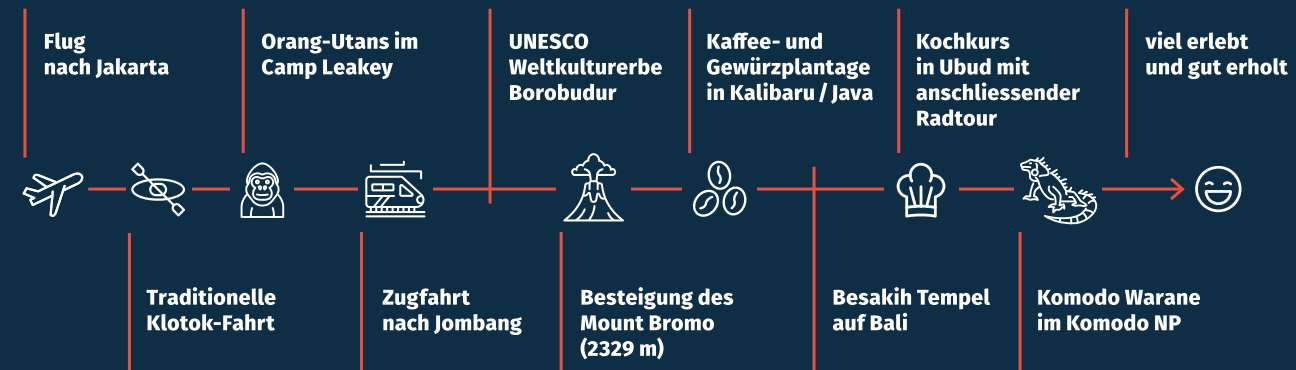 Flug
nach Jakarta
Orang-Utans im
Camp Leakey
UNESCO
Weltkulturerbe
Borobudur
Kaffee- und
Gewürzplantage
in Kalibaru / Java
Kochkurs
in Ubud mit
anschliessender
Radtour
viel erlebt
und gut erholt
Traditionelle
Klotok-Fahrt
Zugfahrt
nach Jombang
Besteigung des
Mount Bromo
(2329 m)
Besakih Tempel
auf Bali
Komodo Warane
im Komodo NP